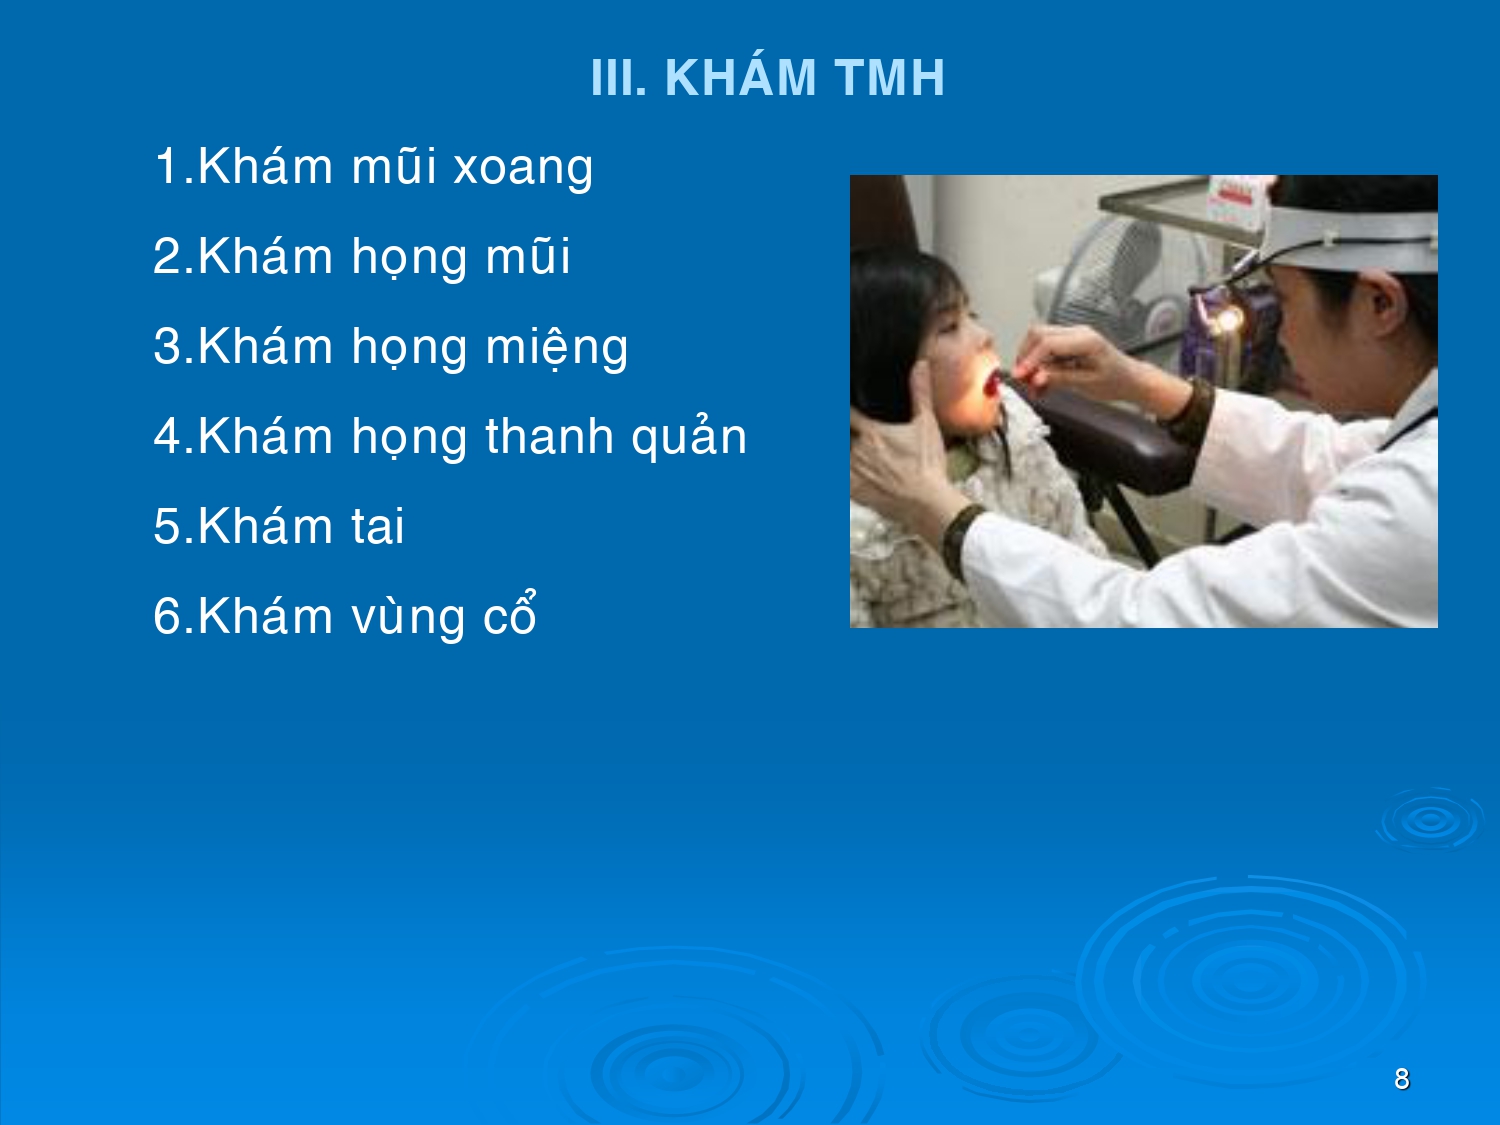 III. KHÁM TMH
1.Khám mũi xoang
2.Khám họng mũi
3.Khám họng miệng
4.Khám họng thanh quản
5.Khám tai
6.Khám vùng cổ
8